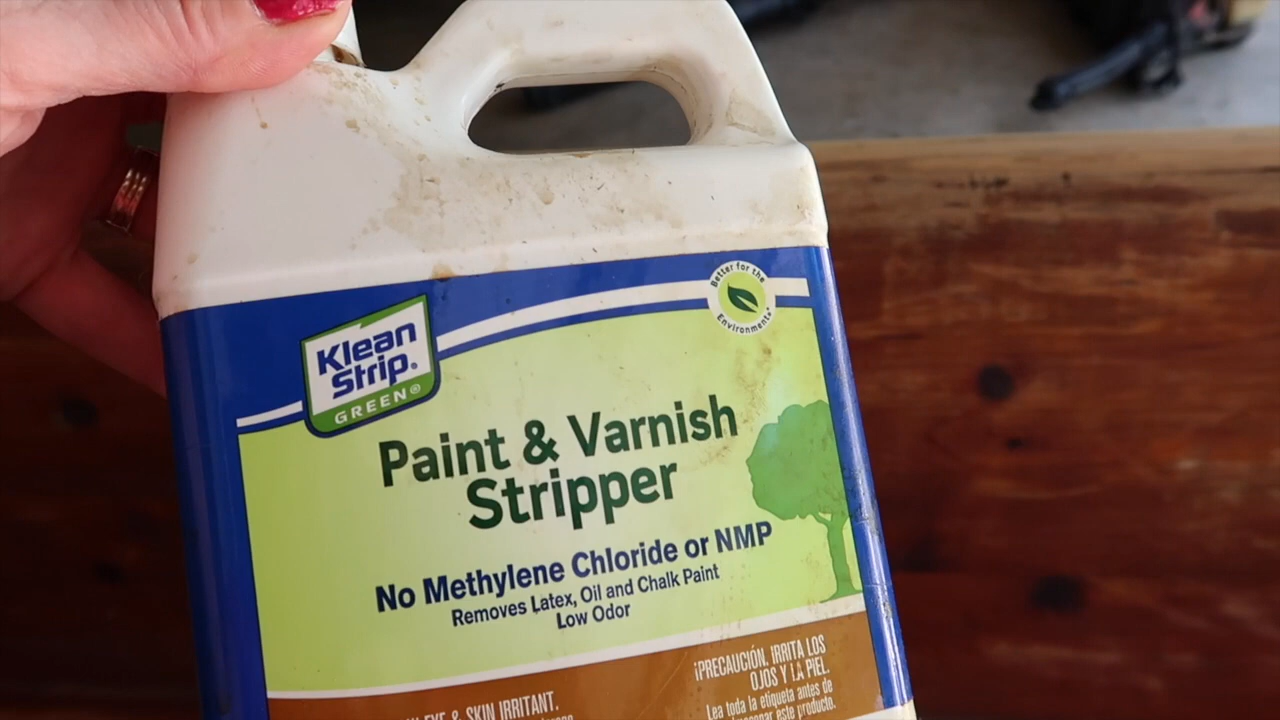 Better for the
Environment*
Klean
Strip®
GREEN®
Paint & Varnish
Stripper
No Methylene Chloride or NMP
Removes Latex, Oil and Chalk Paint
Low Odor
EYE & SKIN IRRITANT.
¡PRECAUCIÓN. IRRITA LOS
OJOS Y LA PIEL.
Lea toda la etiqueta antes de
este producto.